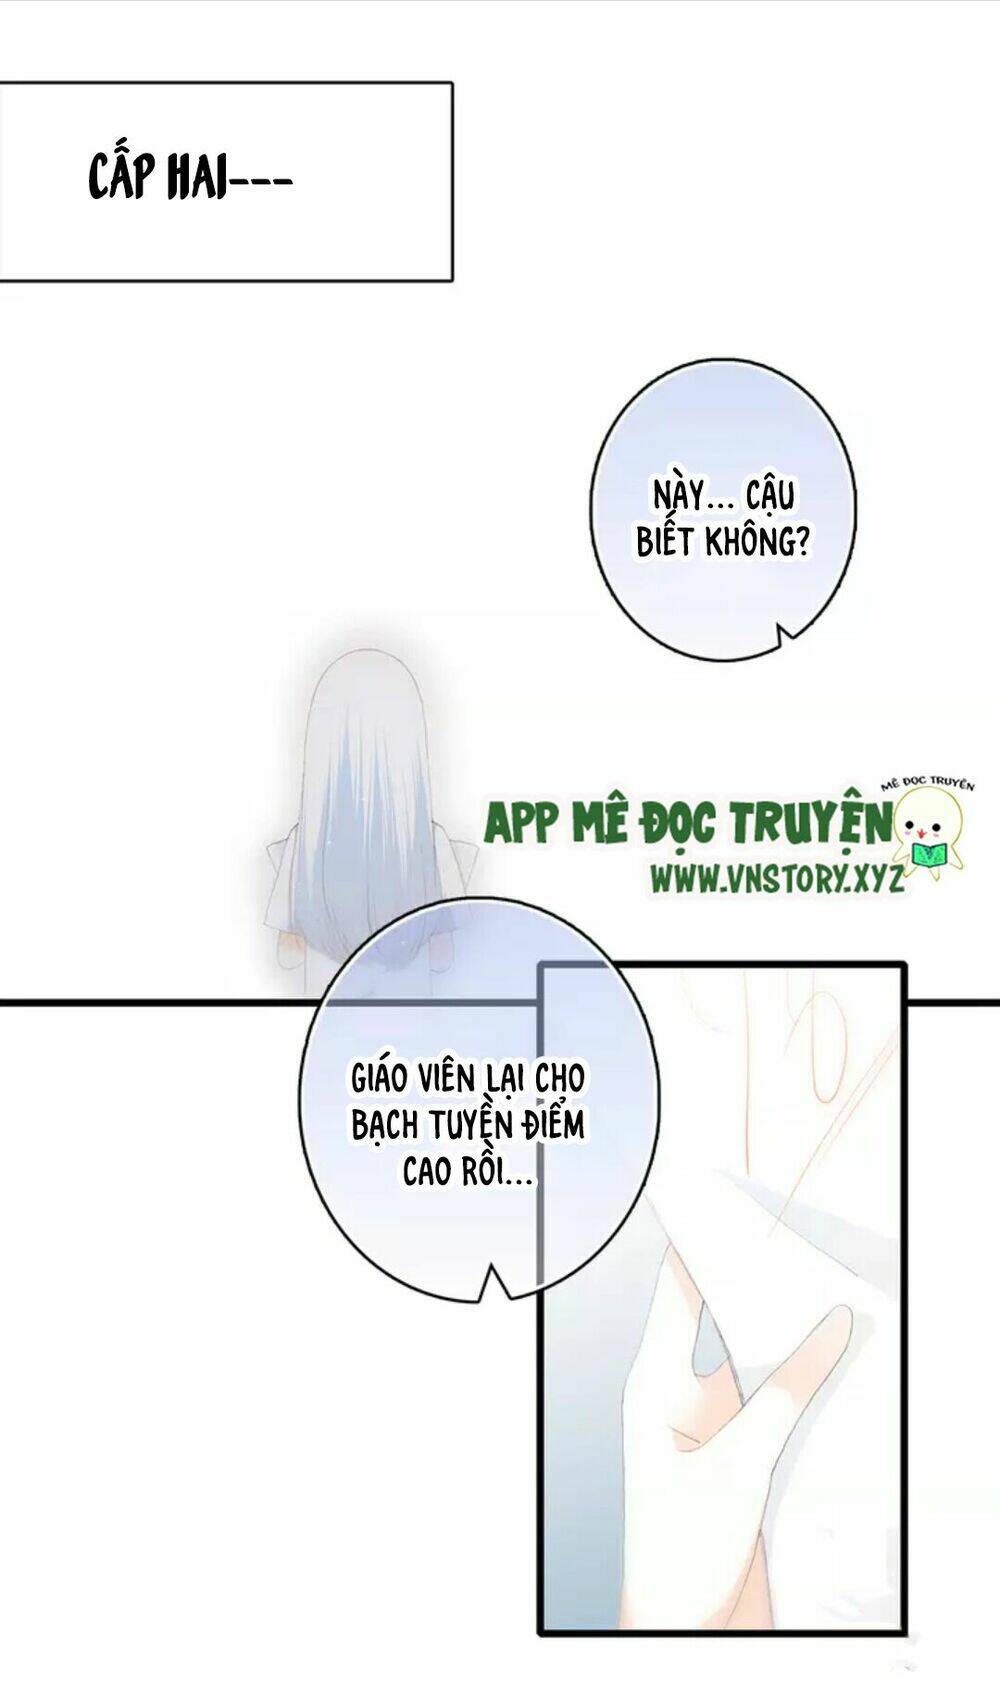 CẤP HAI---
NÀY... CẬU
BIẾT KHÔNG?
MÊ ĐỌC TRUYỆN
APP MÊ ĐỌC TRUYỆN
WWW.VNSTORY.XYZ
GIÁO VIÊN LẠI CHO
BẠCH TUYỀN ĐIỂM
CAO RỒI...